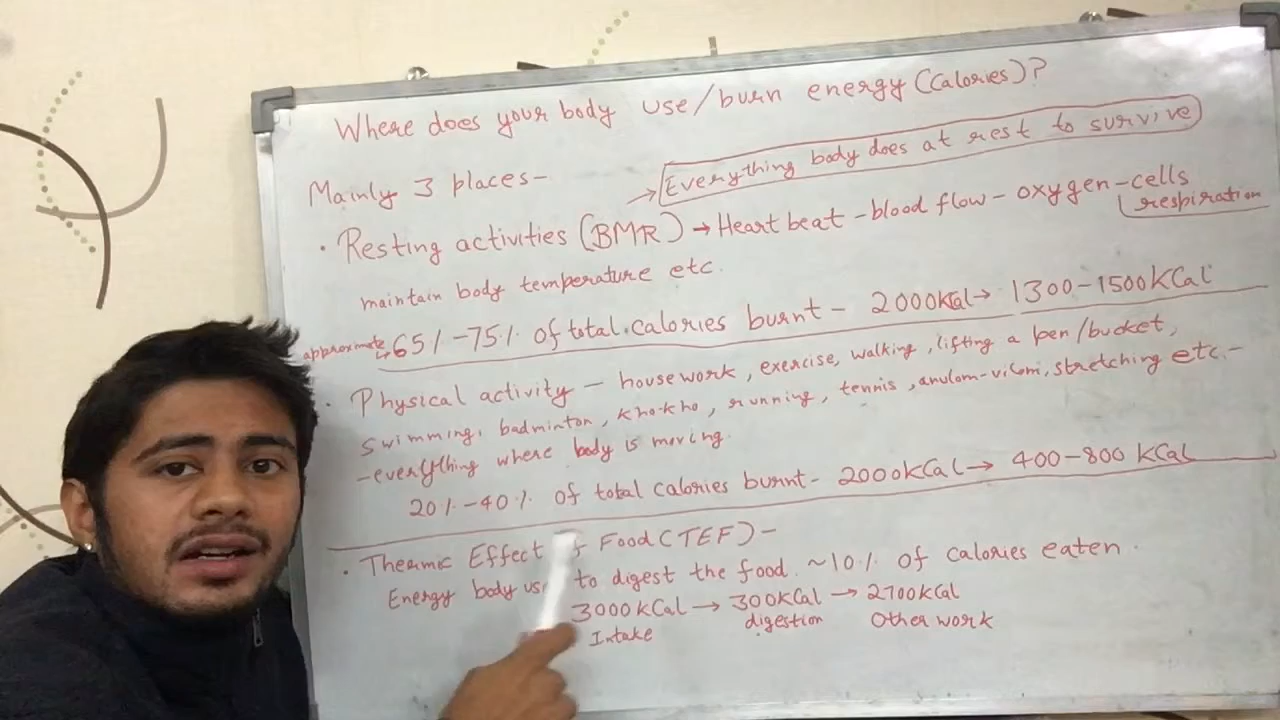 Where does your body use/burn energy (Calories)?
Mainly 3 places-
→ Everything body does at rest to survive
• Resting activities (BMR) → Heart beat - blood flow - oxygen - cells
respiration
maintain body temperature etc.
approximate
65% - 75% of total calories burnt - 2000kCal → 1300-1500KCal
• Physical activity - housework, exercise, walking, lifting a pen/bucket,
swimming, badminton, kho-kho, running, tennis, anulom-vilom, stretching etc.-
- everything where body is moving.
20% - 40% of total calories burnt - 2000kCal → 400-800 KCal
• Thermic Effect of Food (TEF) -
Energy body to digest the food. ~10% of calories eaten.
3000kCal → 300KCal → 2700KCal
Intake digestion Other work